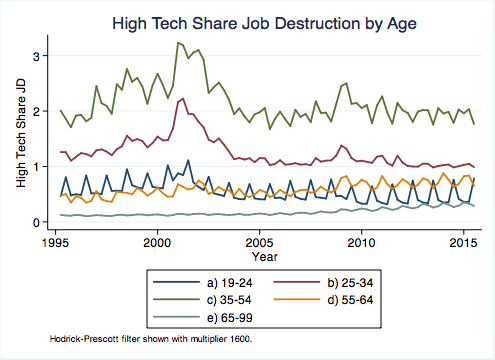 High Tech Share Job Destruction by Age
High Tech Share JD
3
2
1
0
1995 2000 2005 2010 2015
Year
a) 19-24 b) 25-34
c) 35-54 d) 55-64
e) 65-99
Hodrick-Prescott filter shown with multiplier 1600.